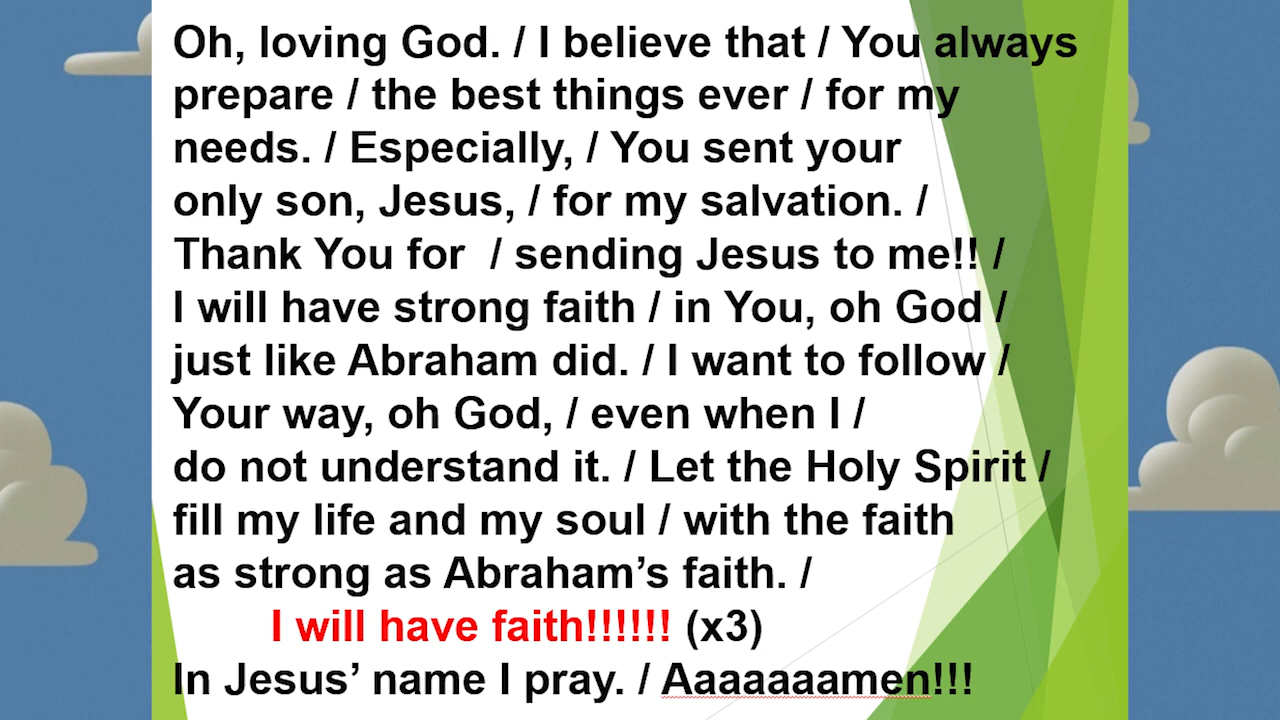 Oh, loving God. / I believe that / You always
prepare / the best things ever / for my
needs. / Especially, / You sent your
only son, Jesus, / for my salvation. /
Thank You for  / sending Jesus to me!! /
I will have strong faith / in You, oh God /
just like Abraham did. / I want to follow /
Your way, oh God, / even when I /
do not understand it. / Let the Holy Spirit /
fill my life and my soul / with the faith
as strong as Abraham’s faith. /
I will have faith!!!!!! (x3)
In Jesus’ name I pray. / Aaaaaaamen!!!